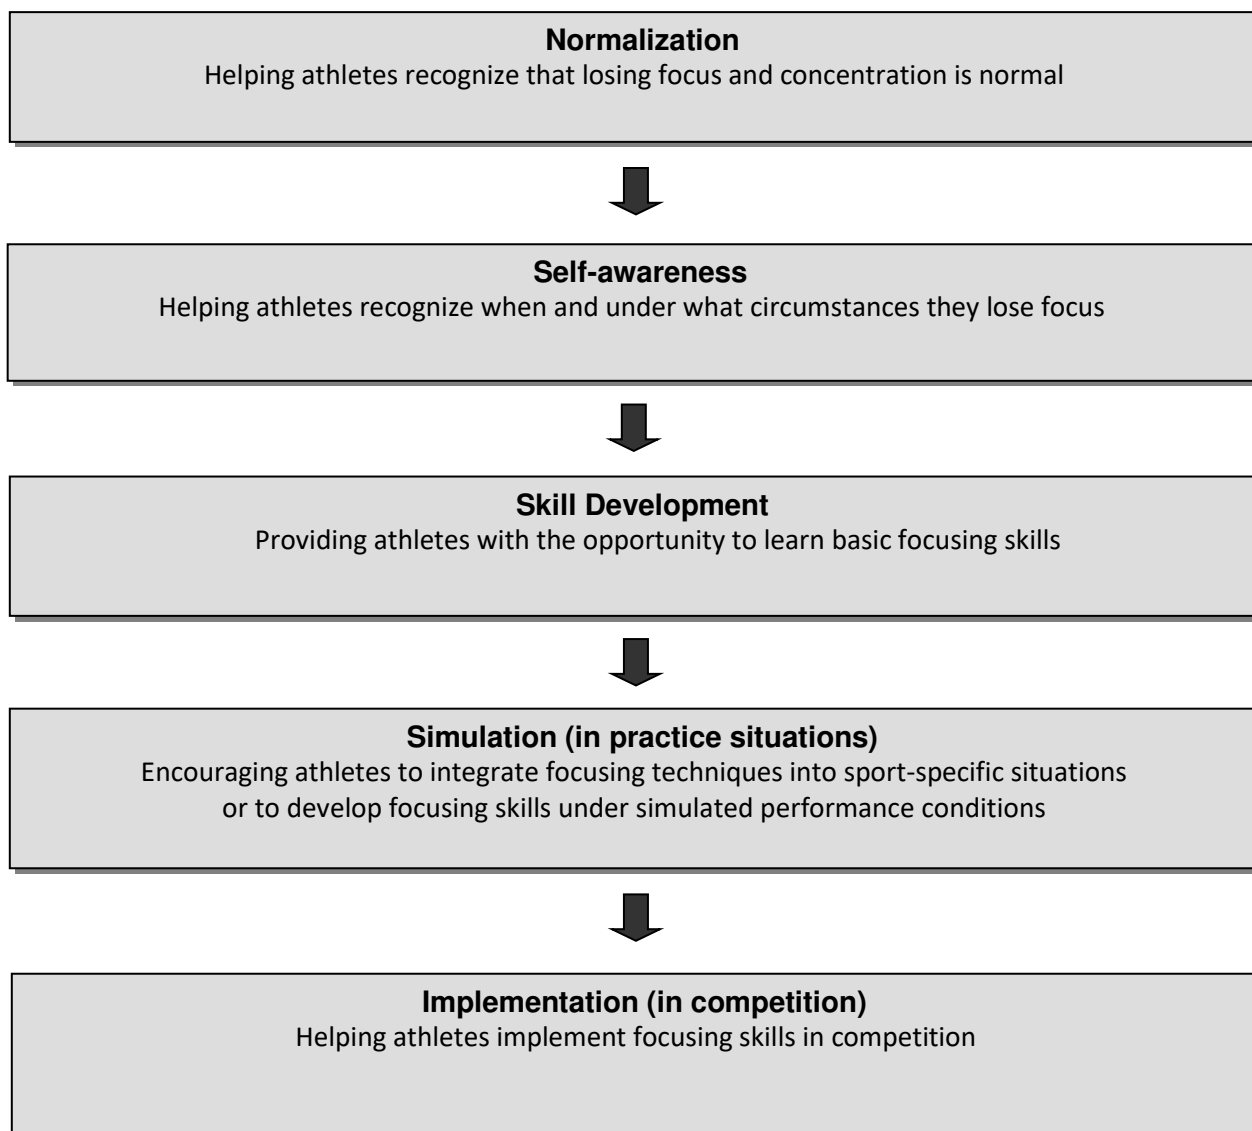 Normalization
Helping athletes recognize that losing focus and concentration is normal
Self-awareness
Helping athletes recognize when and under what circumstances they lose focus
Skill Development
Providing athletes with the opportunity to learn basic focusing skills
Simulation (in practice situations)
Encouraging athletes to integrate focusing techniques into sport-specific situations
or to develop focusing skills under simulated performance conditions
Implementation (in competition)
Helping athletes implement focusing skills in competition